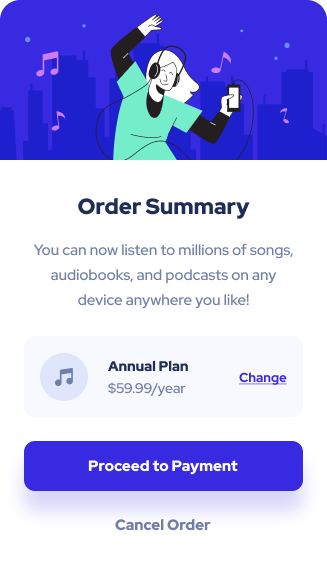 Order Summary
You can now listen to millions of songs,
audiobooks, and podcasts on any
device anywhere you like!
Annual Plan
$59.99/year
Change
Proceed to Payment
Cancel Order